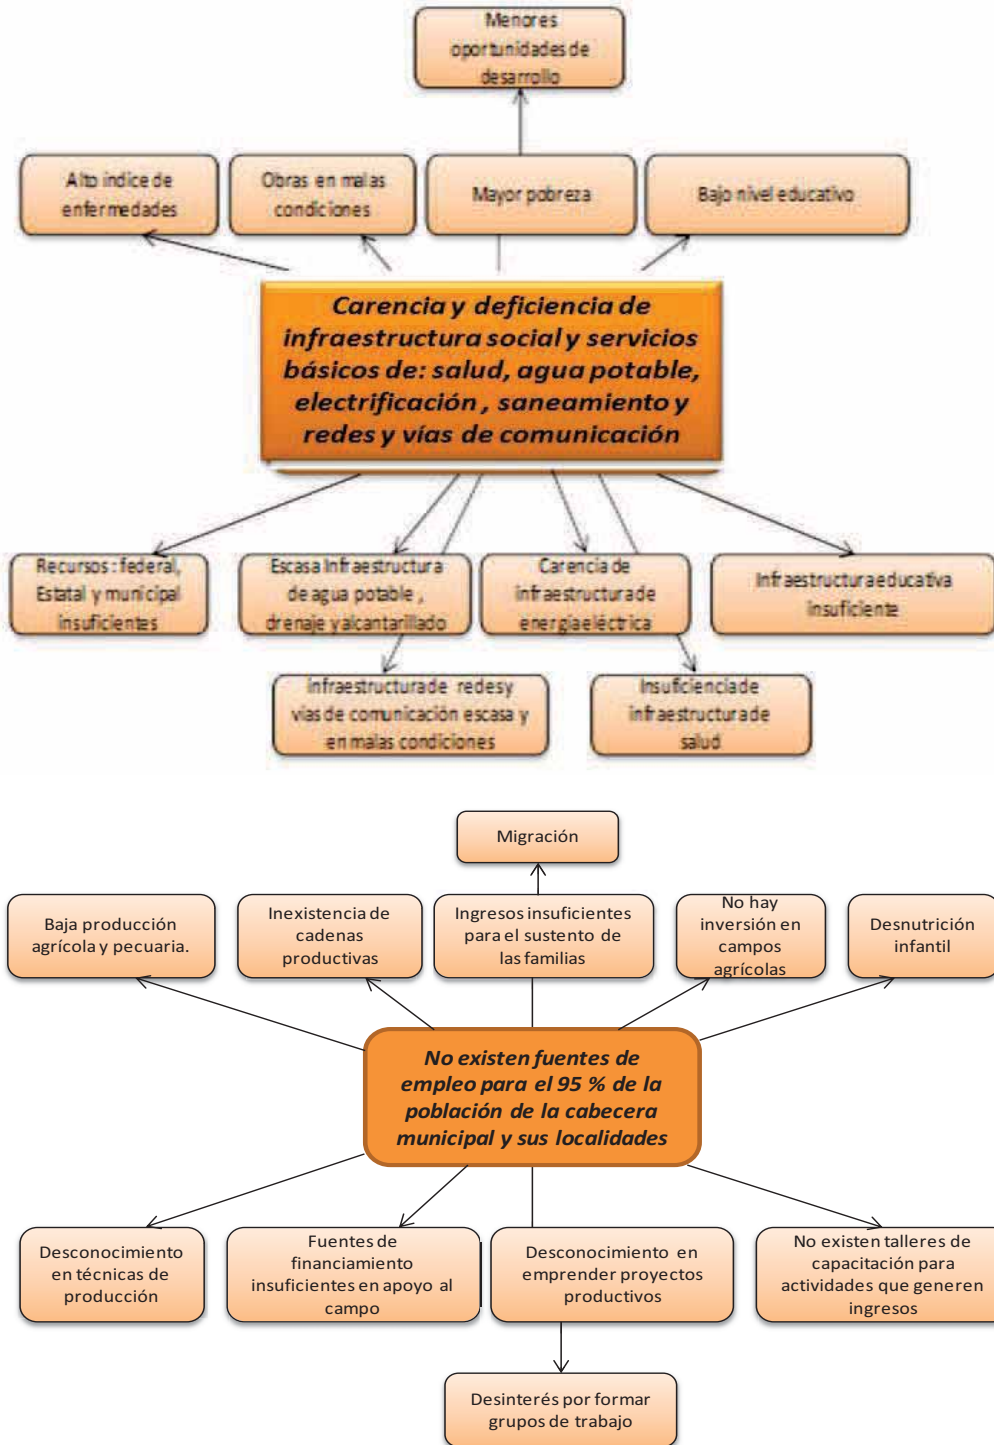 Menores
oportunidades de
desarrollo
Alto indice de
enfermedades
Obras en malas
condiciones
Mayor pobreza
Bajo nivel educativo
Carencia y deficiencia de
infraestructura social y servicios
básicos de: salud, agua potable,
electrificación , saneamiento y
redes y vías de comunicación
Recursos : federal,
Estatal y municipal
insuficientes
Escasa Infraestructura
de agua potable ,
drenaje y alcantarillado
Carencia de
infraestructura de
energia eléctrica
Infraestructura educativa
insuficiente
Infraestructura de redes y
vías de comunicación escasa y
en malas condiciones
Insuficiencia de
infraestructura de
salud
Migración
Baja producción
agrícola y pecuaria.
Inexistencia de
cadenas
productivas
Ingresos insuficientes
para el sustento de
las familias
No hay
inversión en
campos
agrícolas
Desnutrición
infantil
No existen fuentes de
empleo para el 95 % de la
población de la cabecera
municipal y sus localidades
Desconocimiento
en técnicas de
producción
Fuentes de
financiamiento
insuficientes en apoyo al
campo
Desconocimiento en
emprender proyectos
productivos
No existen talleres de
capacitación para
actividades que generen
ingresos
Desinterés por formar
grupos de trabajo